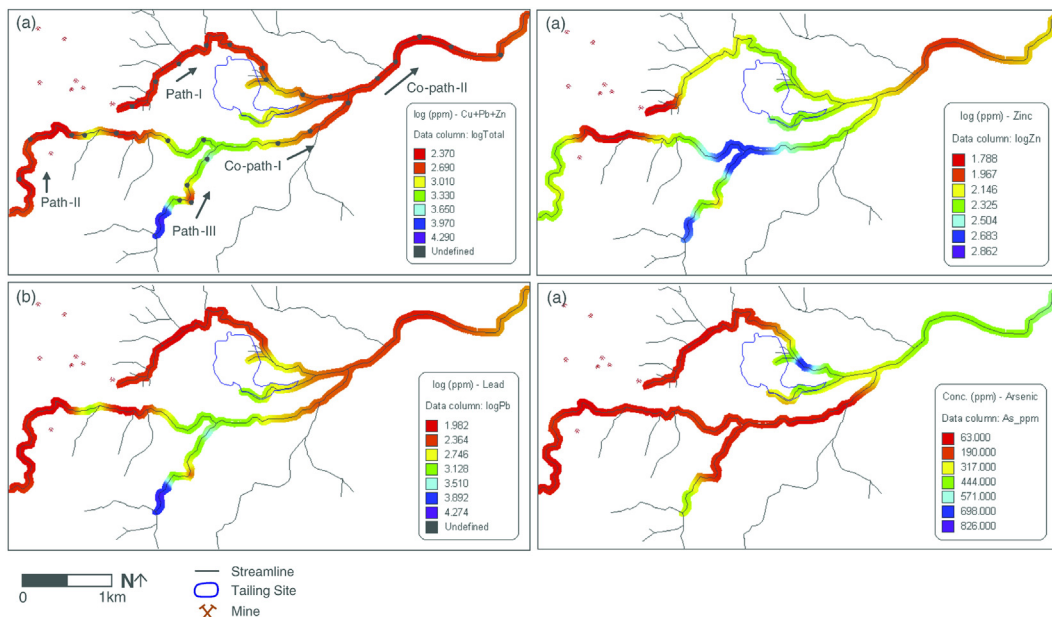 (a)
Path-I
Co-path-II
Path-II
Co-path-I
Path-III
log (ppm) - Cu+Pb+Zn
Data column: logTotal
2.370
2.690
3.010
3.330
3.650
3.970
4.290
Undefined
(a)
log (ppm) - Zinc
Data column: logZn
1.788
1.967
2.146
2.325
2.504
2.683
2.862
(b)
log (ppm) - Lead
Data column: logPb
1.982
2.364
2.746
3.128
3.510
3.892
4.274
Undefined
(a)
Conc. (ppm) - Arsenic
Data column: As_ppm
63.000
190.000
317.000
444.000
571.000
698.000
826.000
N
0 1km
Streamline
Tailing Site
Mine